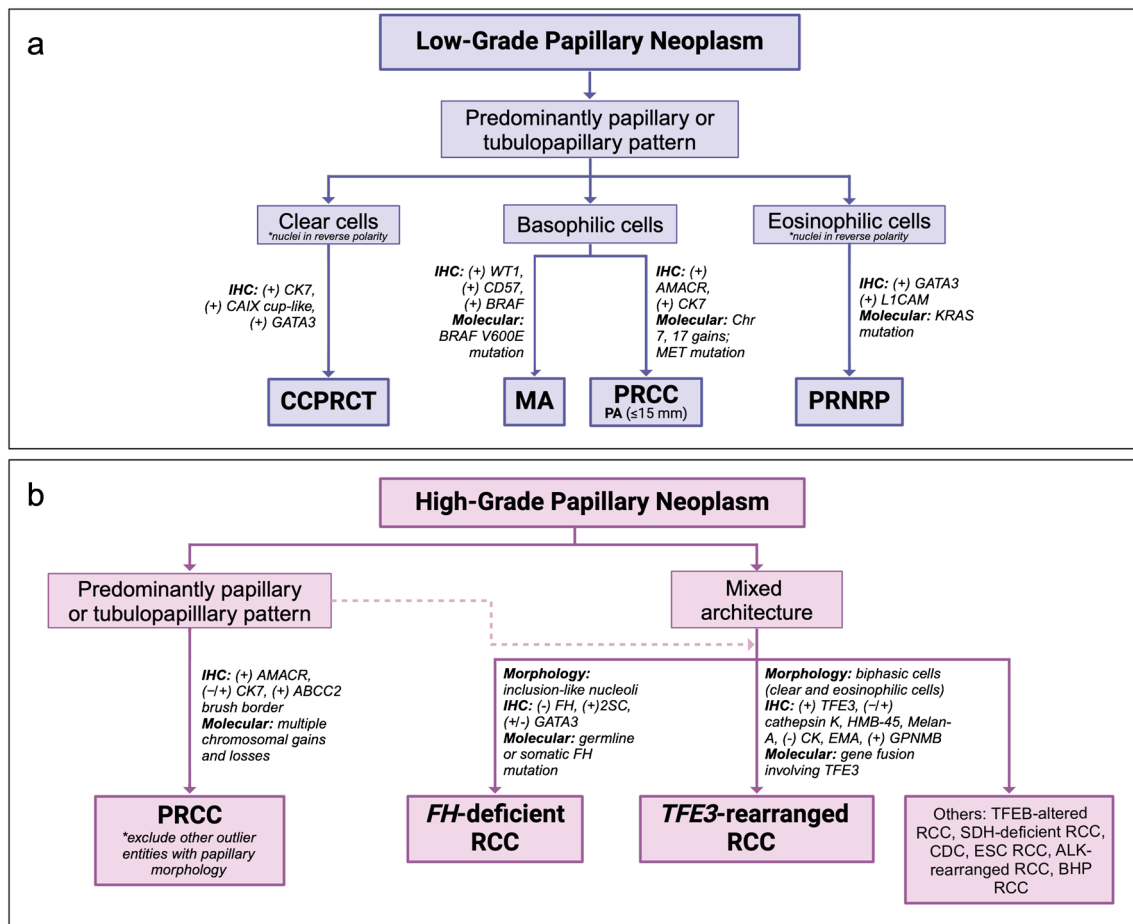 a
Low-Grade Papillary Neoplasm
Predominantly papillary or
tubulopapillary pattern
Clear cells
*nuclei in reverse polarity
Basophilic cells
Eosinophilic cells
*nuclei in reverse polarity
IHC: (+) CK7,
(+) CAIX cup-like,
(+) GATA3
IHC: (+) WT1,
(+) CD57,
(+) BRAF
Molecular:
BRAF V600E
mutation
IHC: (+)
AMACR,
(+) CK7
Molecular: Chr
7, 17 gains;
MET mutation
IHC: (+) GATA3
(+) L1CAM
Molecular: KRAS
mutation
CCPRCT
MA
PRCC
PA (≤15 mm)
PRNRP
b
High-Grade Papillary Neoplasm
Predominantly papillary
or tubulopapilllary pattern
Mixed
architecture
IHC: (+) AMACR,
(−/+) CK7, (+) ABCC2
brush border
Molecular: multiple
chromosomal gains
and losses
Morphology:
inclusion-like nucleoli
IHC: (-) FH, (+)2SC,
(+/-) GATA3
Molecular: germline
or somatic FH
mutation
Morphology: biphasic cells
(clear and eosinophilic cells)
IHC: (+) TFE3, (−/+)
cathepsin K, HMB-45, Melan-
A, (-) CK, EMA, (+) GPNMB
Molecular: gene fusion
involving TFE3
PRCC
*exclude other outlier
entities with papillary
morphology
FH-deficient
RCC
TFE3-rearranged
RCC
Others: TFEB-altered
RCC, SDH-deficient RCC,
CDC, ESC RCC, ALK-
rearranged RCC, BHP
RCC